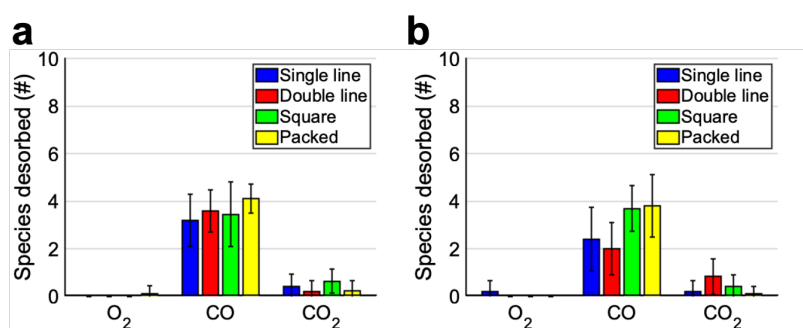 a
Species desorbed (#)
10
8
6
4
2
0
Single line
Double line
Square
Packed
O2
CO
CO2
b
Species desorbed (#)
10
8
6
4
2
0
Single line
Double line
Square
Packed
O2
CO
CO2